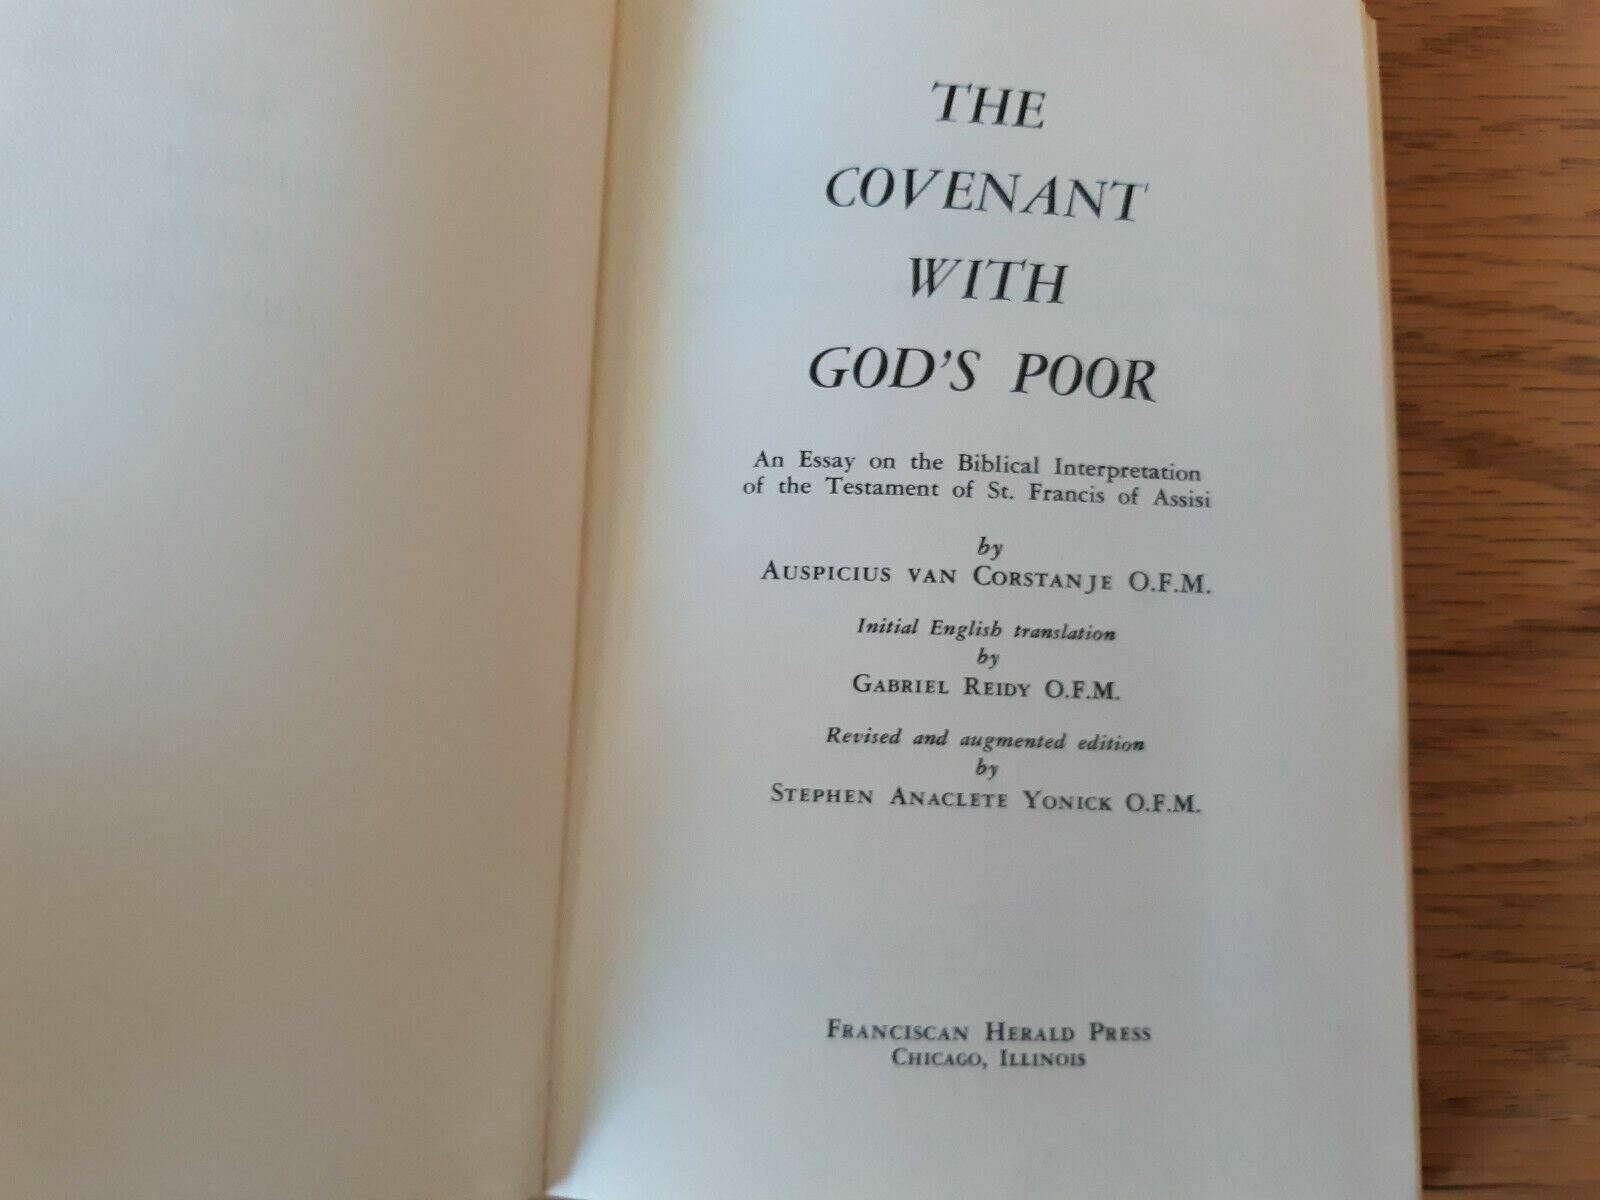 THE
COVENANT
WITH
GOD'S POOR
An Essay on the Biblical Interpretation
of the Testament of St. Francis of Assisi
by
AUSPICIUS VAN CORSTANJE O.F.M.
Initial English translation
by
GABRIEL REIDY O.F.M.
Revised and augmented edition
by
STEPHEN ANACLETE YONICK O.F.M.
FRANCISCAN HERALD PRESS
CHICAGO, ILLINOIS